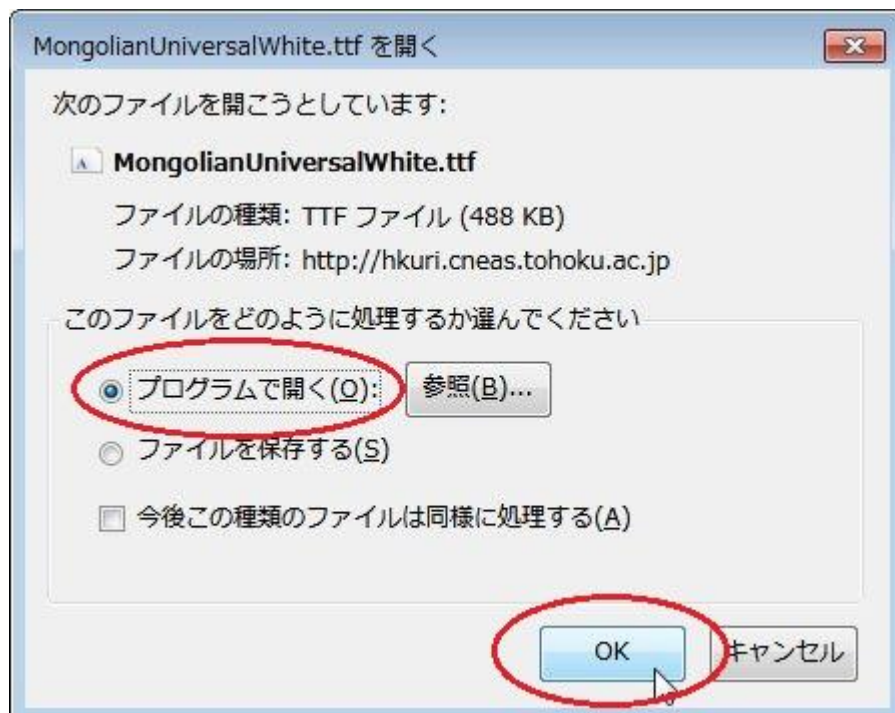 MongolianUniversalWhite.ttf を開く
次のファイルを開こうとしています:
MongolianUniversalWhite.ttf
ファイルの種類: TTF ファイル (488 KB)
ファイルの場所: http://hkuri.cneas.tohoku.ac.jp
このファイルをどのように処理するか選んでください
プログラムで開く(O): 参照(B)...
ファイルを保存する(S)
今後この種類のファイルは同様に処理する(A)
OK キャンセル